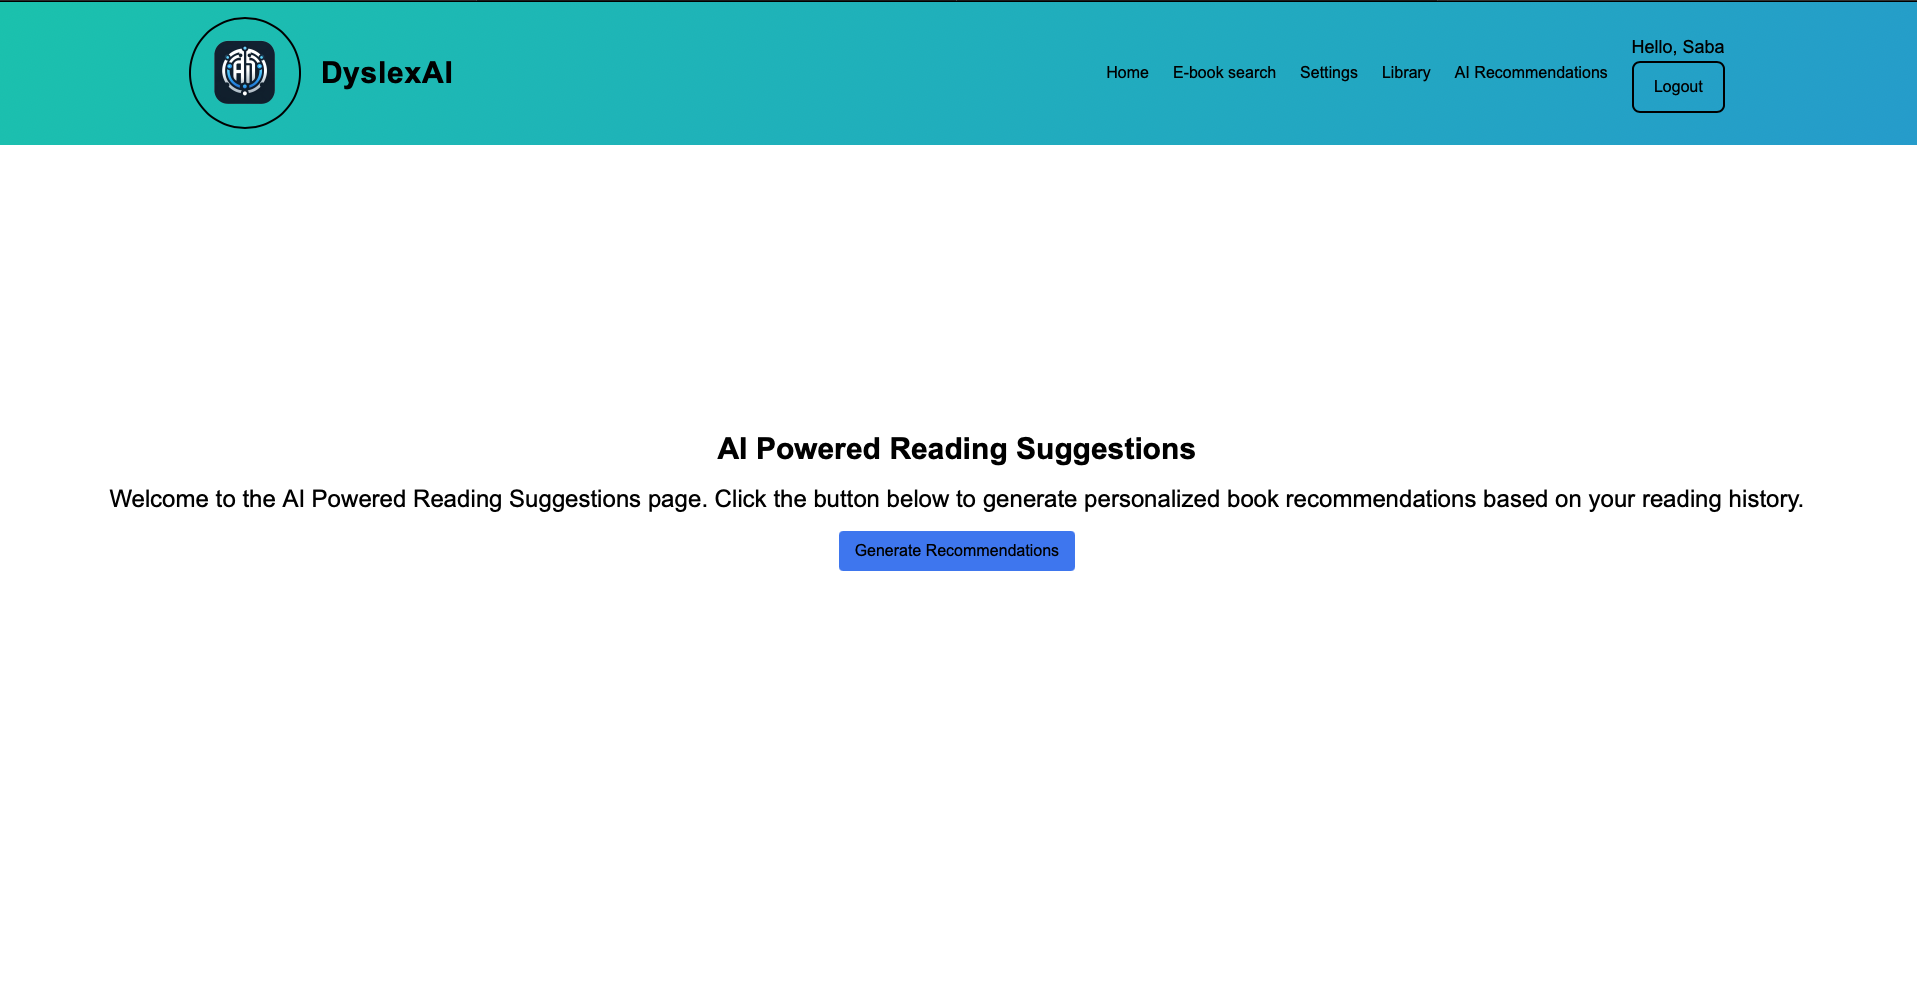 DyslexAI
Home
E-book search
Settings
Library
AI Recommendations
Hello, Saba
Logout
AI Powered Reading Suggestions
Welcome to the AI Powered Reading Suggestions page. Click the button below to generate personalized book recommendations based on your reading history.
Generate Recommendations